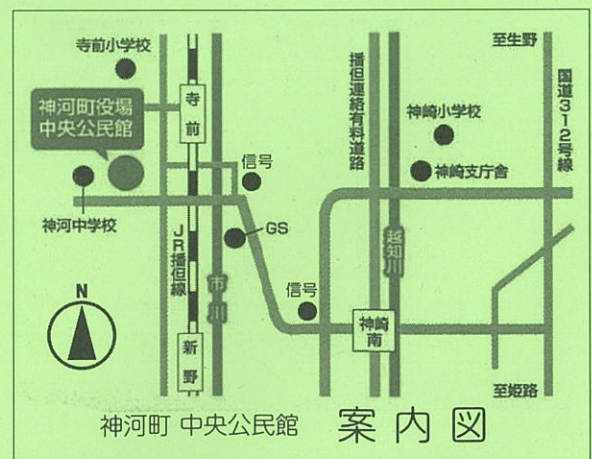 寺前小学校
神河町役場
中央公民館
神河中学校
寺前
信号
GS
JR播但線
市川
新野
信号
播但連絡有料道路
越知川
神崎南
神崎小学校
神崎支庁舎
至生野
国道312号線
至姫路
N
神河町 中央公民館 案内図